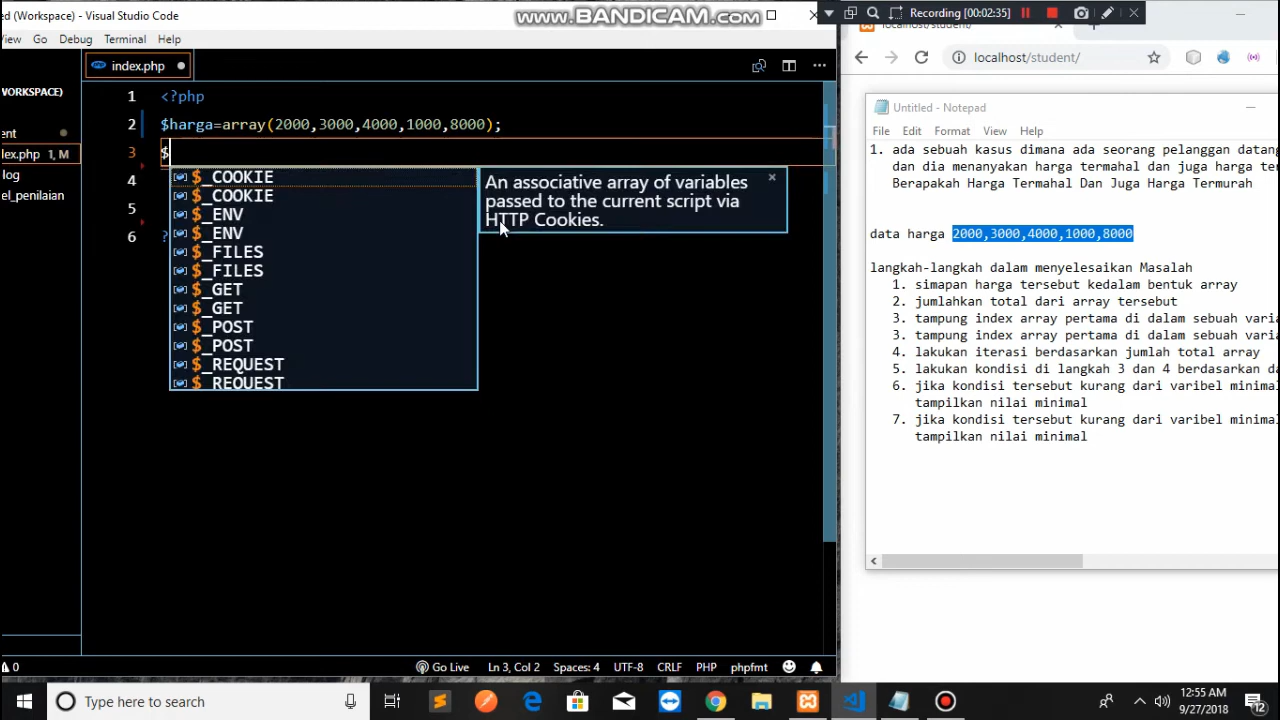 ed (Workspace) - Visual Studio Code
www.BANDICAM.com
Recording [00:02:35]
View Go Debug Terminal Help
localhost/student/
index.php
localhost/student/
WORKSPACE)
ent
ex.php 1, M
log
el_penilaian
1 <?php
2 $harga=array(2000,3000,4000,1000,8000);
3 $
4
5
6 ?
$_COOKIE
$_COOKIE
$_ENV
$_ENV
$_FILES
$_FILES
$_GET
$_GET
$_POST
$_POST
$_REQUEST
$_REQUEST
An associative array of variables
passed to the current script via
HTTP Cookies.
Untitled - Notepad
File Edit Format View Help
1. ada sebuah kasus dimana ada seorang pelanggan datang
dan dia menanyakan harga termahal dan juga harga ter
Berapakah Harga Termahal Dan Juga Harga Termurah
data harga 2000,3000,4000,1000,8000
langkah-langkah dalam menyelesaikan Masalah
1. simapan harga tersebut kedalam bentuk array
2. jumlahkan total dari array tersebut
3. tampung index array pertama di dalam sebuah varia
3. tampung index array pertama di dalam sebuah varia
4. lakukan iterasi berdasarkan jumlah total array
5. lakukan kondisi di langkah 3 dan 4 berdasarkan da
6. jika kondisi tersebut kurang dari varibel minimal
tampilkan nilai minimal
7. jika kondisi tersebut kurang dari varibel minimal
tampilkan nilai minimal
0
Go Live Ln 3, Col 2 Spaces: 4 UTF-8 CRLF PHP phpfmt
Type here to search
12:55 AM
9/27/2018
12